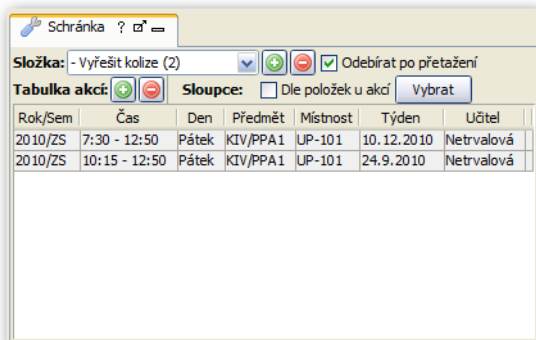 Schránka ?
Složka: - Vyřešit kolize (2) Odebírat po přetažení
Tabulka akcí: Sloupce: Dle položek u akcí Vybrat
Rok/Sem Čas Den Předmět Místnost Týden Učitel
2010/ZS 7:30 - 12:50 Pátek KIV/PPA1 UP-101 10.12.2010 Netrvalová
2010/ZS 10:15 - 12:50 Pátek KIV/PPA1 UP-101 24.9.2010 Netrvalová